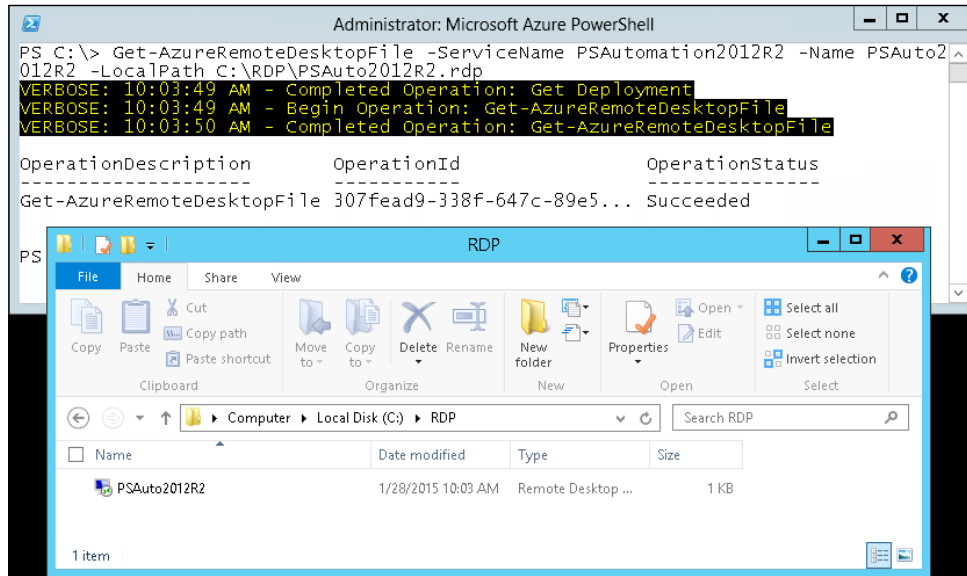 Administrator: Microsoft Azure PowerShell
PS C:\> Get-AzureRemoteDesktopFile -ServiceName PSAutomation2012R2 -Name PSAuto2
012R2 -LocalPath C:\RDP\PSAuto2012R2.rdp
VERBOSE: 10:03:49 AM - Completed Operation: Get Deployment
VERBOSE: 10:03:49 AM - Begin Operation: Get-AzureRemoteDesktopFile
VERBOSE: 10:03:50 AM - Completed Operation: Get-AzureRemoteDesktopFile
OperationDescription OperationId OperationStatus
-------------------- ----------- ---------------
Get-AzureRemoteDesktopFile 307fead9-338f-647c-89e5... Succeeded
PS
RDP
File Home Share View
Copy
Paste
Cut
Copy path
Paste shortcut
Clipboard
Move to
Copy to
Delete
Rename
Organize
New folder
New
Properties
Open
Edit
Open
Select all
Select none
Invert selection
Select
Computer Local Disk (C:) RDP
Search RDP
Name Date modified Type Size
PSAuto2012R2 1/28/2015 10:03 AM Remote Desktop ... 1 KB
1 item